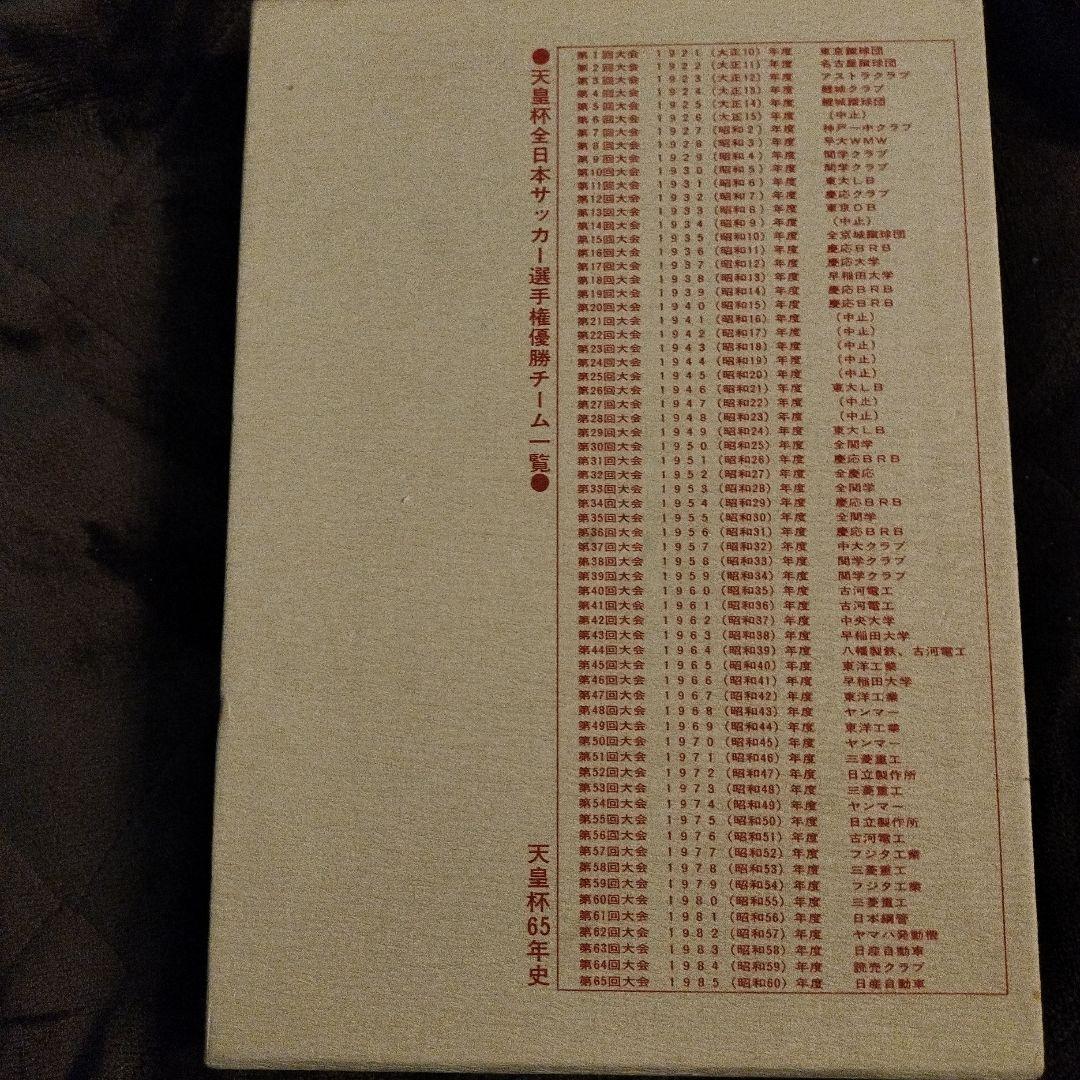 ●天皇杯全日本サッカー選手権優勝チーム一覧●
第1回大会 1921(大正10)年度 東京蹴球団
第2回大会 1922(大正11)年度 名古屋蹴球団
第3回大会 1923(大正12)年度 アストラクラブ
第4回大会 1924(大正13)年度 鯉城クラブ
第5回大会 1925(大正14)年度 鯉城蹴球団
第6回大会 1926(大正15)年度 (中止)
第7回大会 1927(昭和2)年度 神戸一中クラブ
第8回大会 1928(昭和3)年度 早大WMW
第9回大会 1929(昭和4)年度 関学クラブ
第10回大会 1930(昭和5)年度 関学クラブ
第11回大会 1931(昭和6)年度 東大LB
第12回大会 1932(昭和7)年度 慶応クラブ
第13回大会 1933(昭和8)年度 東京OB
第14回大会 1934(昭和9)年度 (中止)
第15回大会 1935(昭和10)年度 全京城蹴球団
第16回大会 1936(昭和11)年度 慶応BRB
第17回大会 1937(昭和12)年度 慶応大学
第18回大会 1938(昭和13)年度 早稲田大学
第19回大会 1939(昭和14)年度 慶応BRB
第20回大会 1940(昭和15)年度 慶応BRB
第21回大会 1941(昭和16)年度 (中止)
第22回大会 1942(昭和17)年度 (中止)
第23回大会 1943(昭和18)年度 (中止)
第24回大会 1944(昭和19)年度 (中止)
第25回大会 1945(昭和20)年度 (中止)
第26回大会 1946(昭和21)年度 東大LB
第27回大会 1947(昭和22)年度 (中止)
第28回大会 1948(昭和23)年度 (中止)
第29回大会 1949(昭和24)年度 東大LB
第30回大会 1950(昭和25)年度 全関学
第31回大会 1951(昭和26)年度 慶応BRB
第32回大会 1952(昭和27)年度 全慶応
第33回大会 1953(昭和28)年度 全関学
第34回大会 1954(昭和29)年度 慶応BRB
第35回大会 1955(昭和30)年度 全関学
第36回大会 1956(昭和31)年度 慶応BRB
第37回大会 1957(昭和32)年度 中大クラブ
第38回大会 1958(昭和33)年度 関学クラブ
第39回大会 1959(昭和34)年度 関学クラブ
第40回大会 1960(昭和35)年度 古河電工
第41回大会 1961(昭和36)年度 古河電工
第42回大会 1962(昭和37)年度 中央大学
第43回大会 1963(昭和38)年度 早稲田大学
第44回大会 1964(昭和39)年度 八幡製鉄、古河電工
第45回大会 1965(昭和40)年度 東洋工業
第46回大会 1966(昭和41)年度 早稲田大学
第47回大会 1967(昭和42)年度 東洋工業
第48回大会 1968(昭和43)年度 ヤンマー
第49回大会 1969(昭和44)年度 東洋工業
第50回大会 1970(昭和45)年度 ヤンマー
第51回大会 1971(昭和46)年度 三菱重工
第52回大会 1972(昭和47)年度 日立製作所
第53回大会 1973(昭和48)年度 三菱重工
第54回大会 1974(昭和49)年度 ヤンマー
第55回大会 1975(昭和50)年度 日立製作所
第56回大会 1976(昭和51)年度 古河電工
第57回大会 1977(昭和52)年度 フジタ工業
第58回大会 1978(昭和53)年度 三菱重工
第59回大会 1979(昭和54)年度 フジタ工業
第60回大会 1980(昭和55)年度 三菱重工
第61回大会 1981(昭和56)年度 日本鋼管
第62回大会 1982(昭和57)年度 ヤマハ発動機
第63回大会 1983(昭和58)年度 日産自動車
第64回大会 1984(昭和59)年度 読売クラブ
第65回大会 1985(昭和60)年度 日産自動車
天皇杯65年史